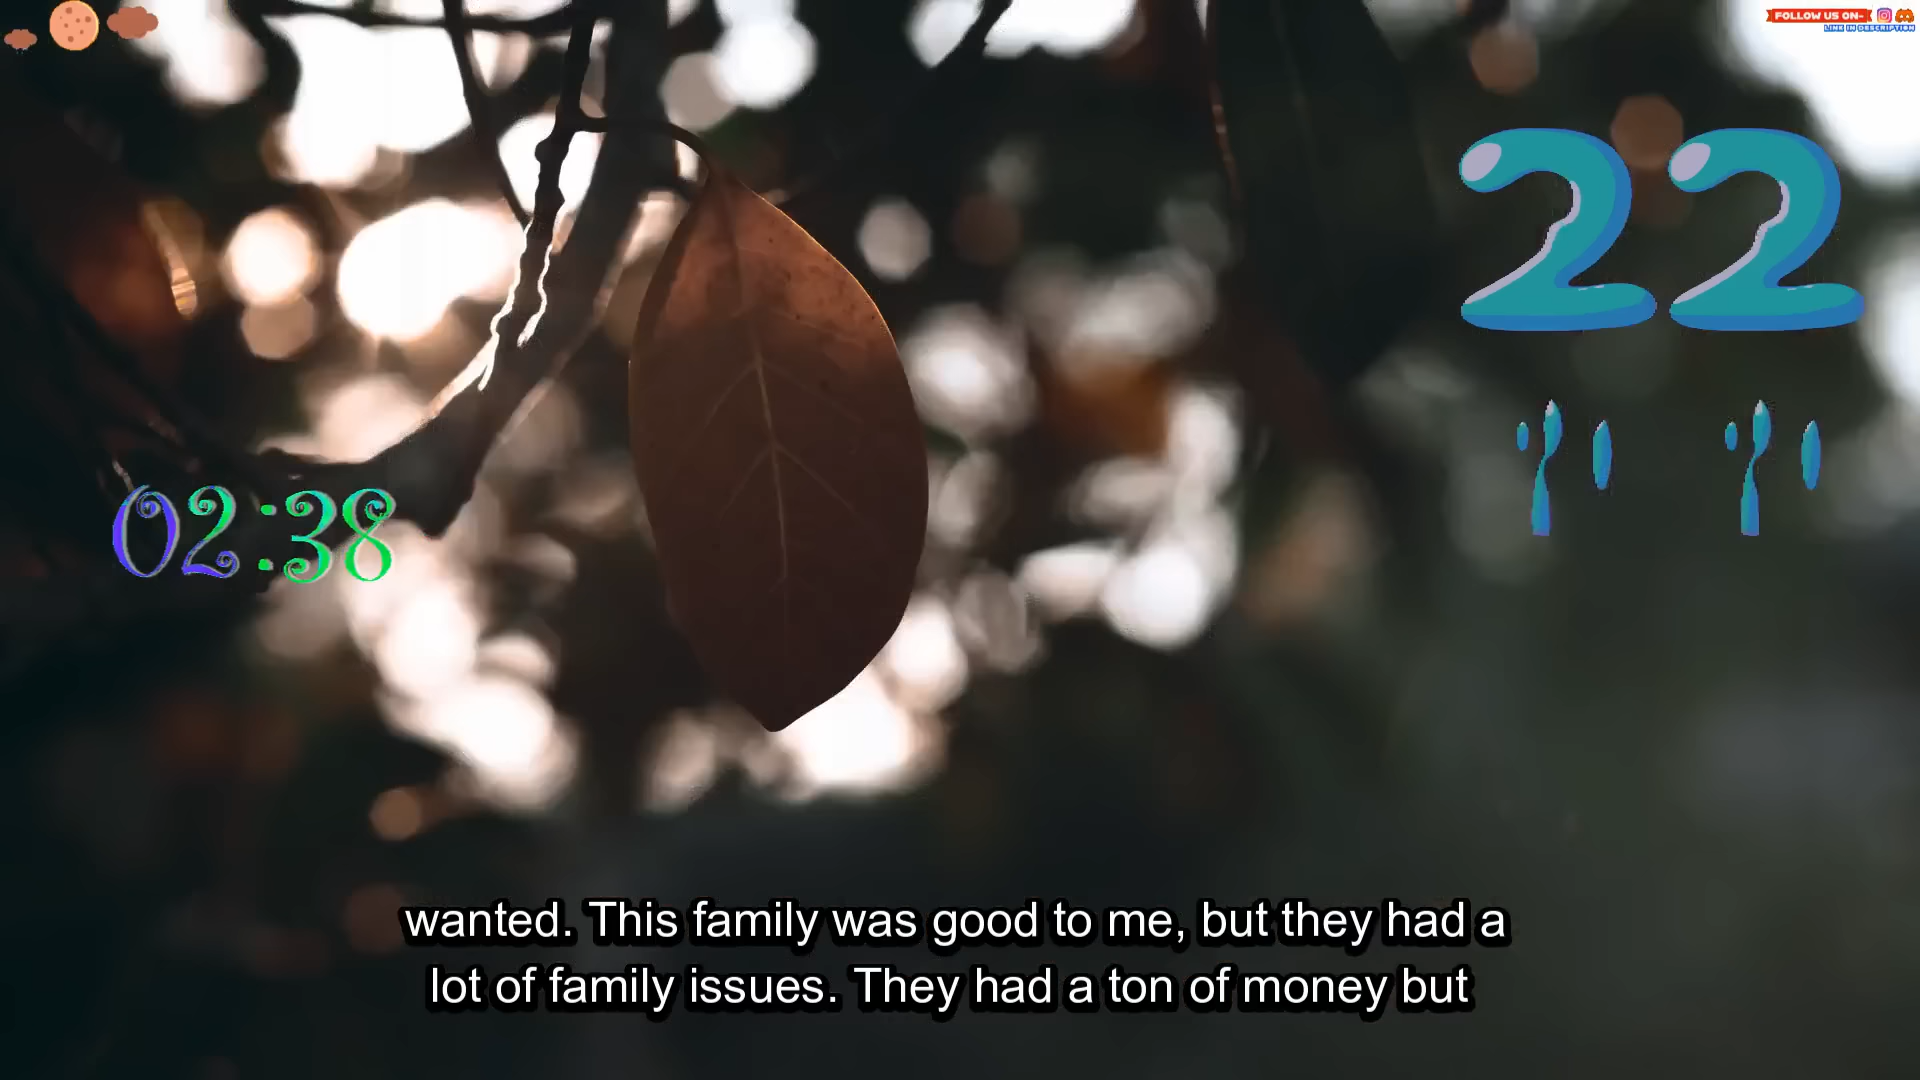 FOLLOW US ON-
LINK IN DESCRIPTION
22
02:38
wanted. This family was good to me, but they had a
lot of family issues. They had a ton of money but